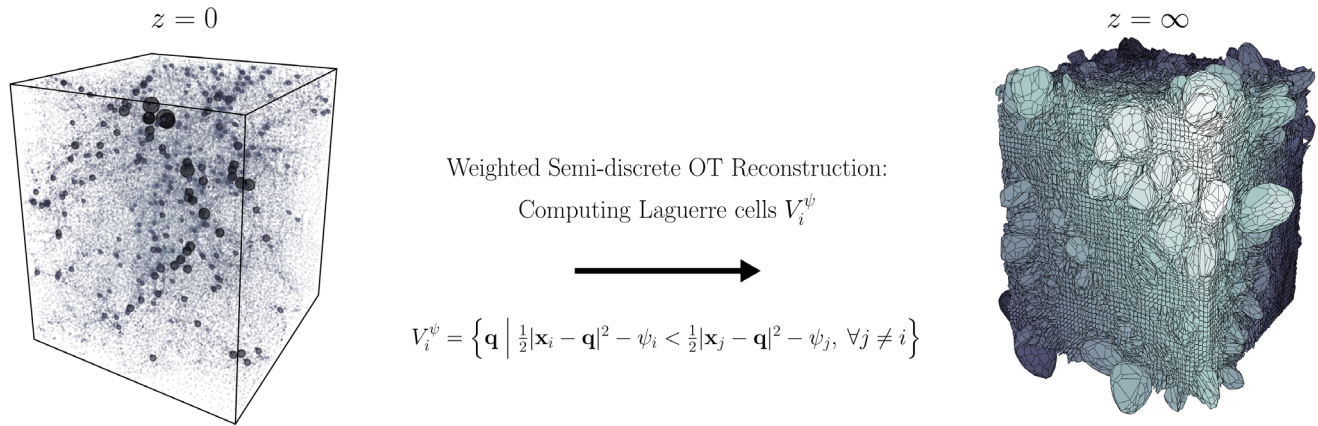 z = 0
z = ∞
Weighted Semi-discrete OT Reconstruction:
Computing Laguerre cells V_i^ψ
V_i^ψ = { q | ½|x_i − q|² − ψ_i < ½|x_j − q|² − ψ_j, ∀j ≠ i }